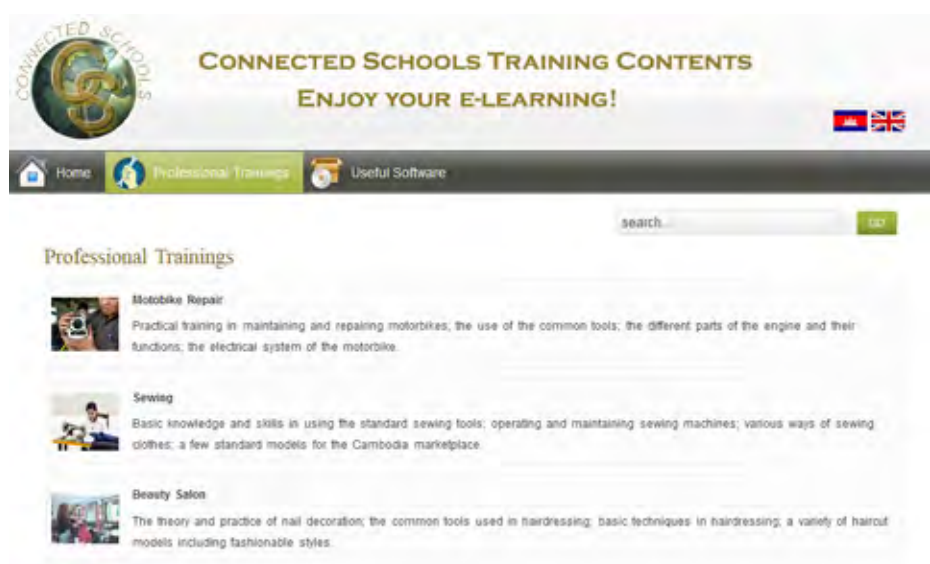 CONNECTED SCHOOLS
CS
CONNECTED SCHOOLS TRAINING CONTENTS
ENJOY YOUR E-LEARNING!
Home
Professional Trainings
Useful Software
search...
GO
Professional Trainings
Motobike Repair
Practical training in maintaining and repairing motorbikes; the use of the common tools; the different parts of the engine and their
functions; the electrical system of the motorbike.
Sewing
Basic knowledge and skills in using the standard sewing tools; operating and maintaining sewing machines; various ways of sewing
clothes; a few standard models for the Cambodia marketplace.
Beauty Salon
The theory and practice of nail decoration; the common tools used in hairdressing; basic techniques in hairdressing; a variety of haircut
models including fashionable styles.